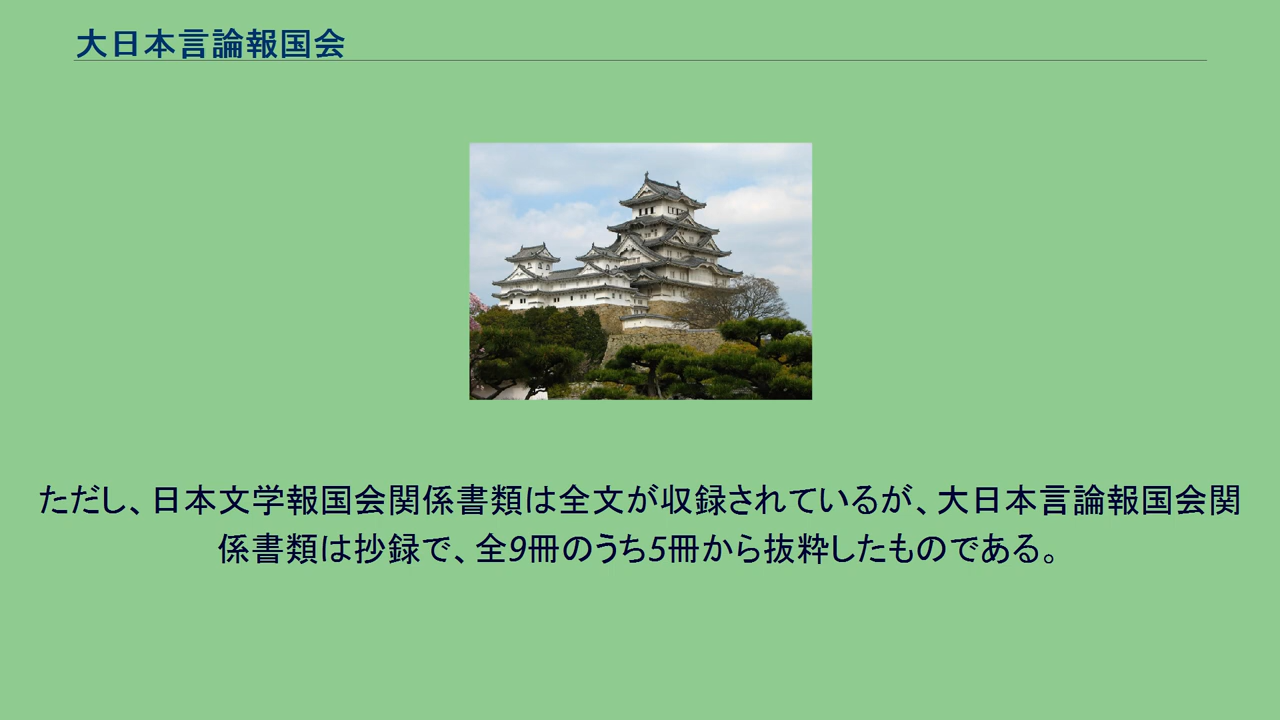 大日本言論報国会
ただし、日本文学報国会関係書類は全文が収録されているが、大日本言論報国会関
係書類は抄録で、全9冊のうち5冊から抜粋したものである。